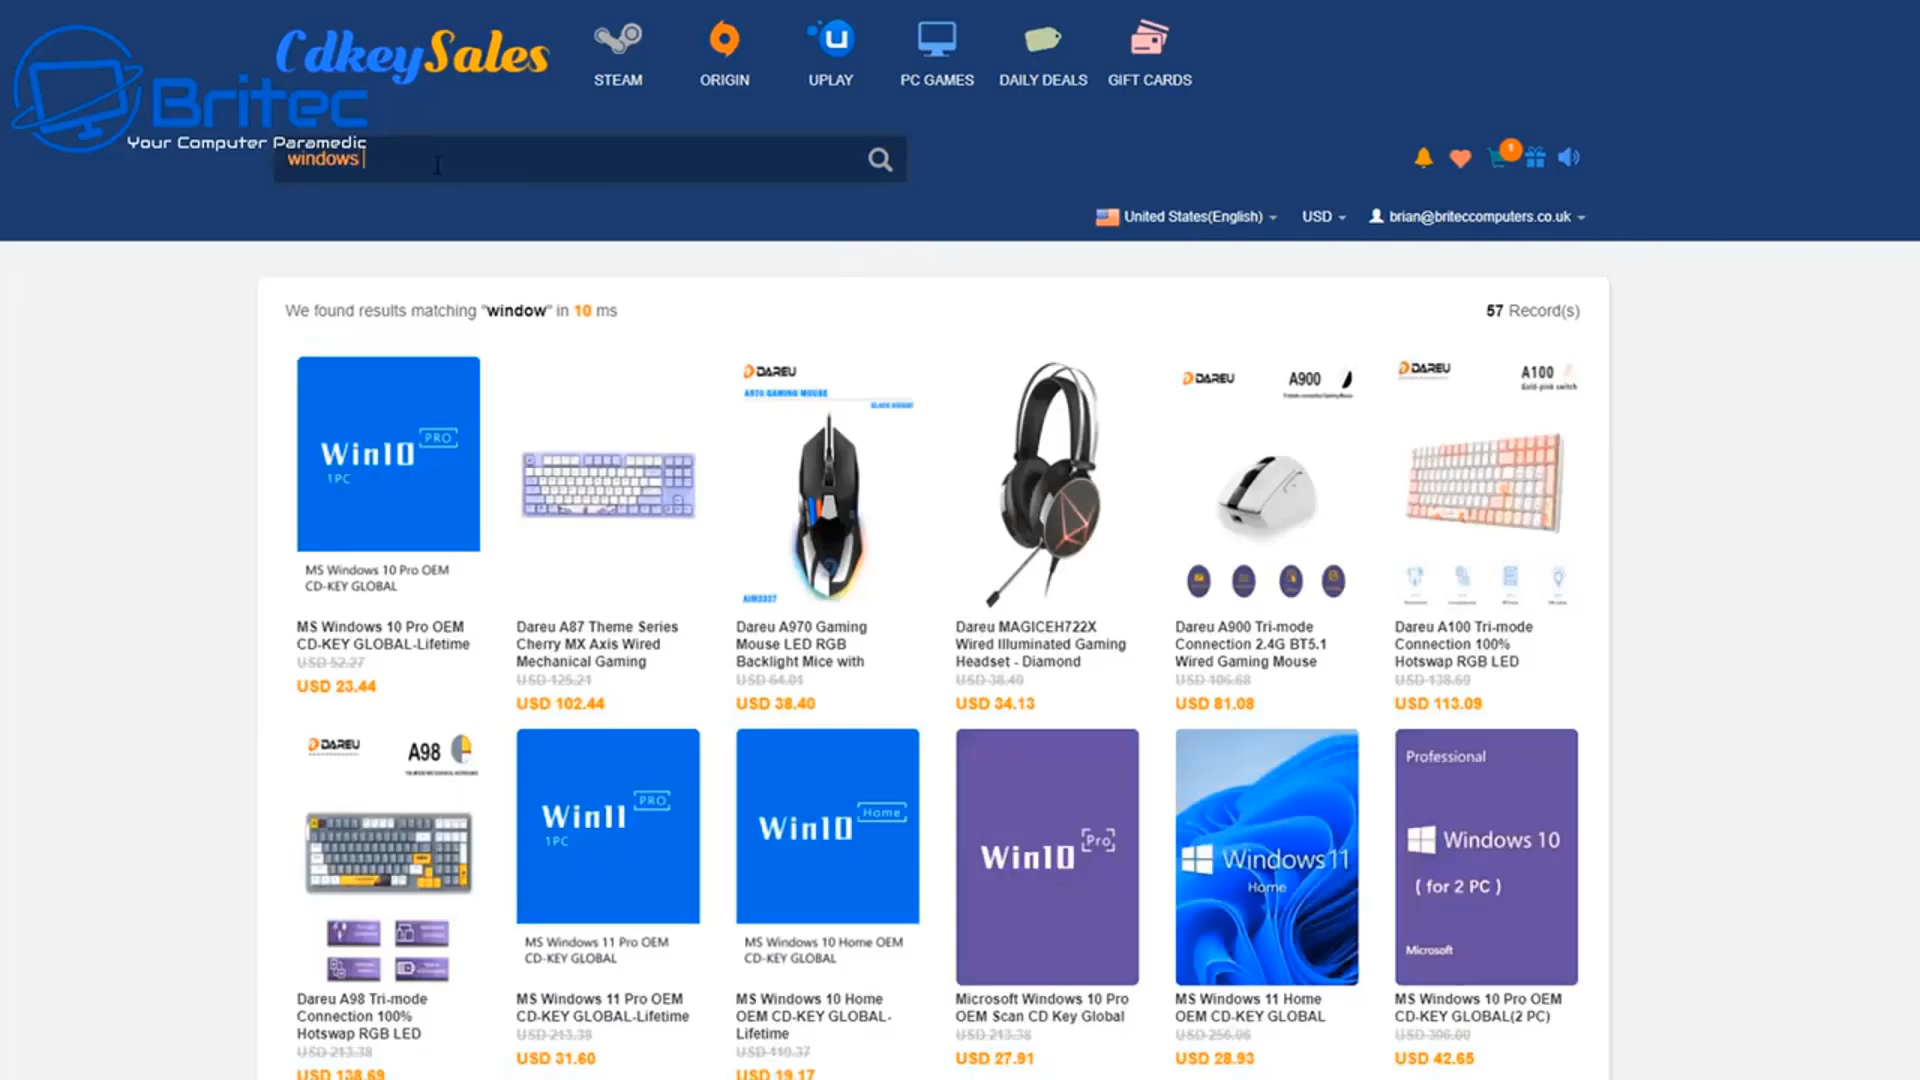 CdkeySales
STEAM
ORIGIN
UPLAY
PC GAMES
DAILY DEALS
GIFT CARDS
Britec
Your Computer Paramedic
windows
1
United States(English)
USD
brian@briteccomputers.co.uk
We found results matching "window" in 10 ms
57 Record(s)
Win10 PRO
1PC
MS Windows 10 Pro OEM
CD-KEY GLOBAL
DAREU
A970 GAMING MOUSE
DAREU
A900
DAREU
A100
Gold-pink switch
MS Windows 10 Pro OEM
CD-KEY GLOBAL-Lifetime
USD 52.27
USD 23.44
Dareu A87 Theme Series
Cherry MX Axis Wired
Mechanical Gaming
USD 125.21
USD 102.44
Dareu A970 Gaming
Mouse LED RGB
Backlight Mice with
USD 64.01
USD 38.40
Dareu MAGICEH722X
Wired Illuminated Gaming
Headset - Diamond
USD 38.40
USD 34.13
Dareu A900 Tri-mode
Connection 2.4G BT5.1
Wired Gaming Mouse
USD 106.68
USD 81.08
Dareu A100 Tri-mode
Connection 100%
Hotswap RGB LED
USD 138.69
USD 113.09
DAREU
A98
Win11 PRO
1PC
MS Windows 11 Pro OEM
CD-KEY GLOBAL
Win10 Home
MS Windows 10 Home OEM
CD-KEY GLOBAL
Win10 Pro
Windows 11
Home
Professional
Windows 10
( for 2 PC )
Microsoft
Dareu A98 Tri-mode
Connection 100%
Hotswap RGB LED
USD 213.38
USD 138.69
MS Windows 11 Pro OEM
CD-KEY GLOBAL-Lifetime
USD 213.38
USD 31.60
MS Windows 10 Home
OEM CD-KEY GLOBAL-
Lifetime
USD 110.37
USD 19.17
Microsoft Windows 10 Pro
OEM Scan CD Key Global
USD 213.38
USD 27.91
MS Windows 11 Home
OEM CD-KEY GLOBAL
USD 256.06
USD 28.93
MS Windows 10 Pro OEM
CD-KEY GLOBAL(2 PC)
USD 396.00
USD 42.65